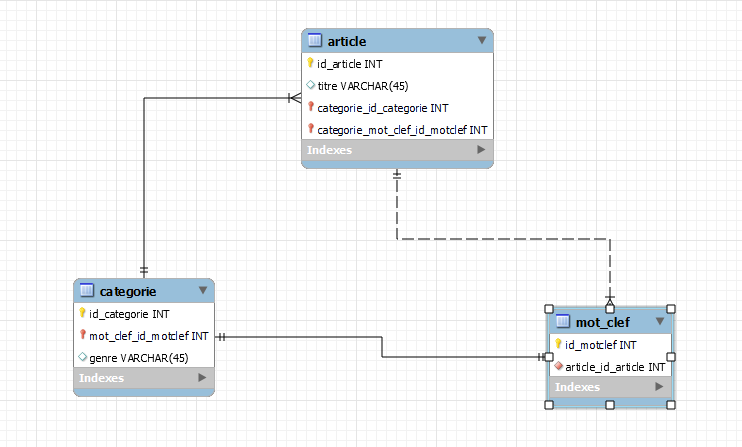 article
id_article INT
titre VARCHAR(45)
categorie_id_categorie INT
categorie_mot_clef_id_motclef INT
Indexes
categorie
id_categorie INT
mot_clef_id_motclef INT
genre VARCHAR(45)
Indexes
mot_clef
id_motclef INT
article_id_article INT
Indexes